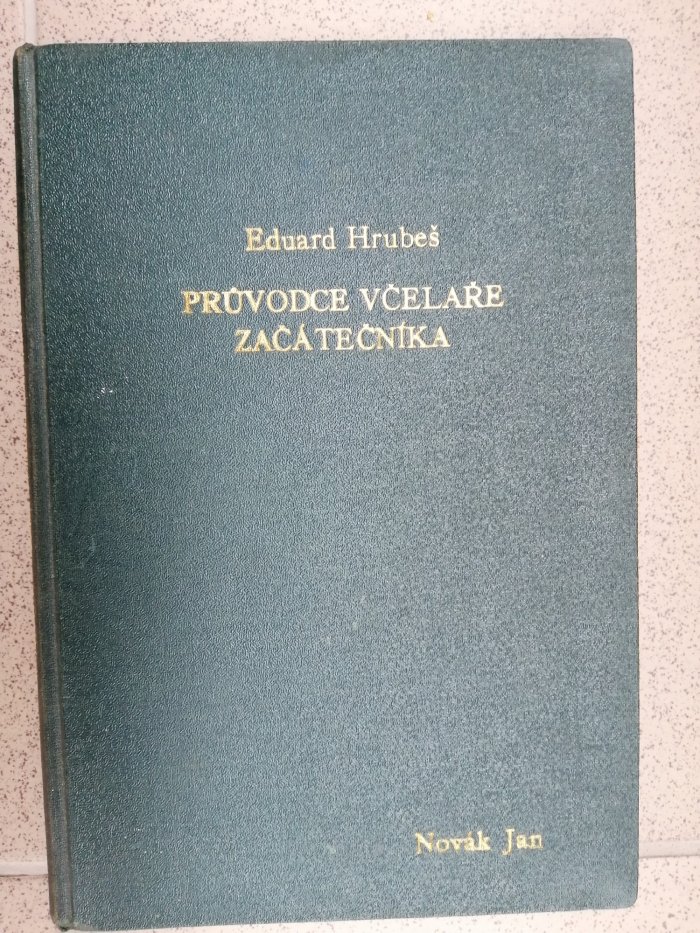 Eduard Hrubeš
PRŮVODCE VČELAŘE
ZAČÁTEČNÍKA
Novák Jan